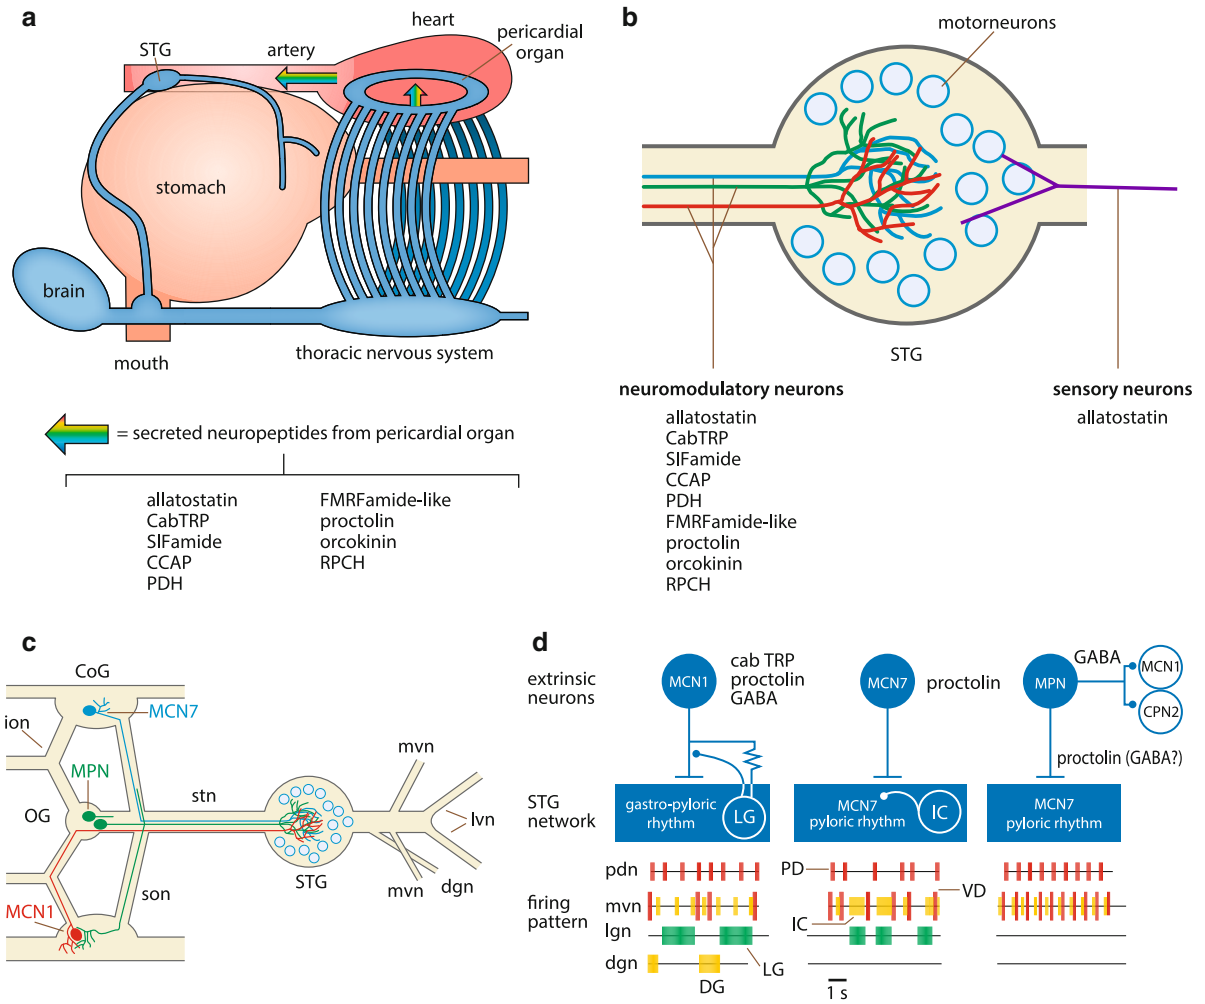 a
heart
pericardial
organ
STG
artery
stomach
brain
mouth
thoracic nervous system
= secreted neuropeptides from pericardial organ
allatostatin
CabTRP
SIFamide
CCAP
PDH
FMRFamide-like
proctolin
orcokinin
RPCH
b
motorneurons
STG
neuromodulatory neurons
allatostatin
CabTRP
SIFamide
CCAP
PDH
FMRFamide-like
proctolin
orcokinin
RPCH
sensory neurons
allatostatin
c
CoG
MCN7
ion
MPN
OG
stn
mvn
lvn
STG
mvn
dgn
son
MCN1
d
extrinsic
neurons
MCN1
cab TRP
proctolin
GABA
MCN7
proctolin
MPN
GABA
MCN1
CPN2
proctolin (GABA?)
STG
network
gastro-pyloric
rhythm
LG
MCN7
pyloric rhythm
IC
MCN7
pyloric rhythm
firing
pattern
pdn
mvn
lgn
dgn
PD
VD
IC
LG
DG
1 s